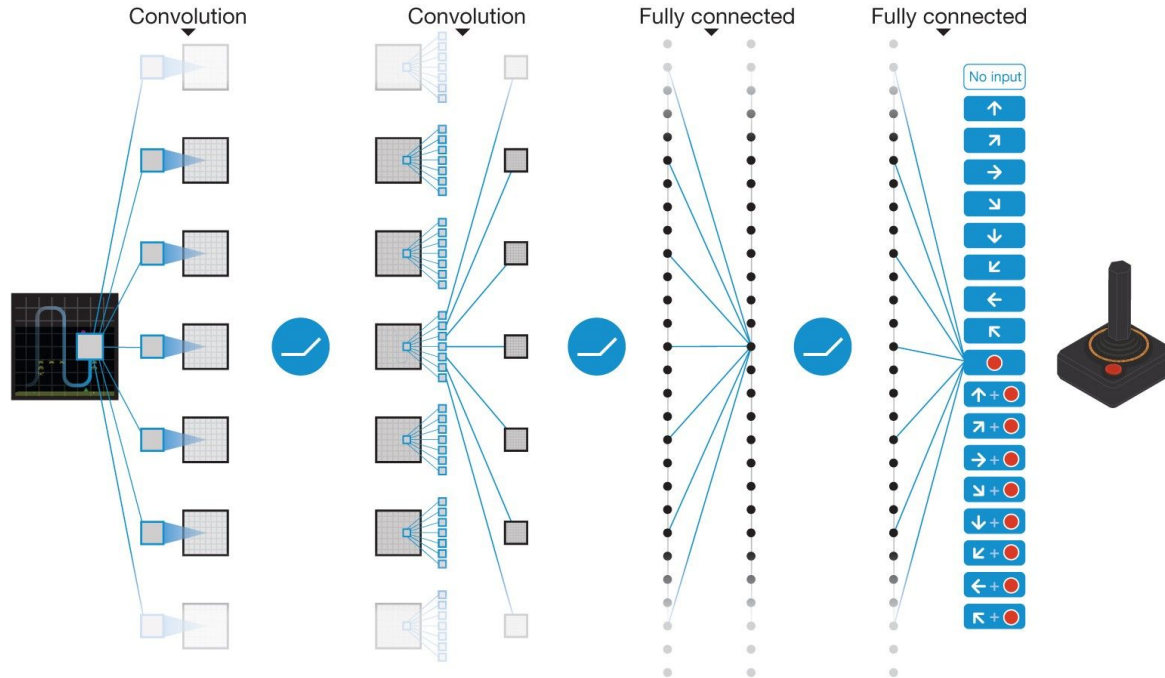 Convolution
Convolution
Fully connected
Fully connected
No input
+
+
+
+
+
+
+
+